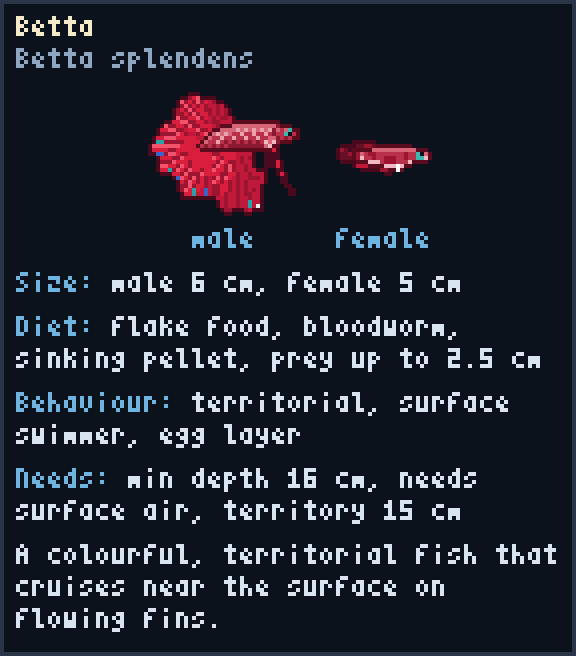 Betta
Betta splendens
male female
Size: male 6 cm, female 5 cm
Diet: flake food, bloodworm,
sinking pellet, prey up to 2.5 cm
Behaviour: territorial, surface
swimmer, egg layer
Needs: min depth 16 cm, needs
surface air, territory 15 cm
A colourful, territorial fish that
cruises near the surface on
flowing fins.